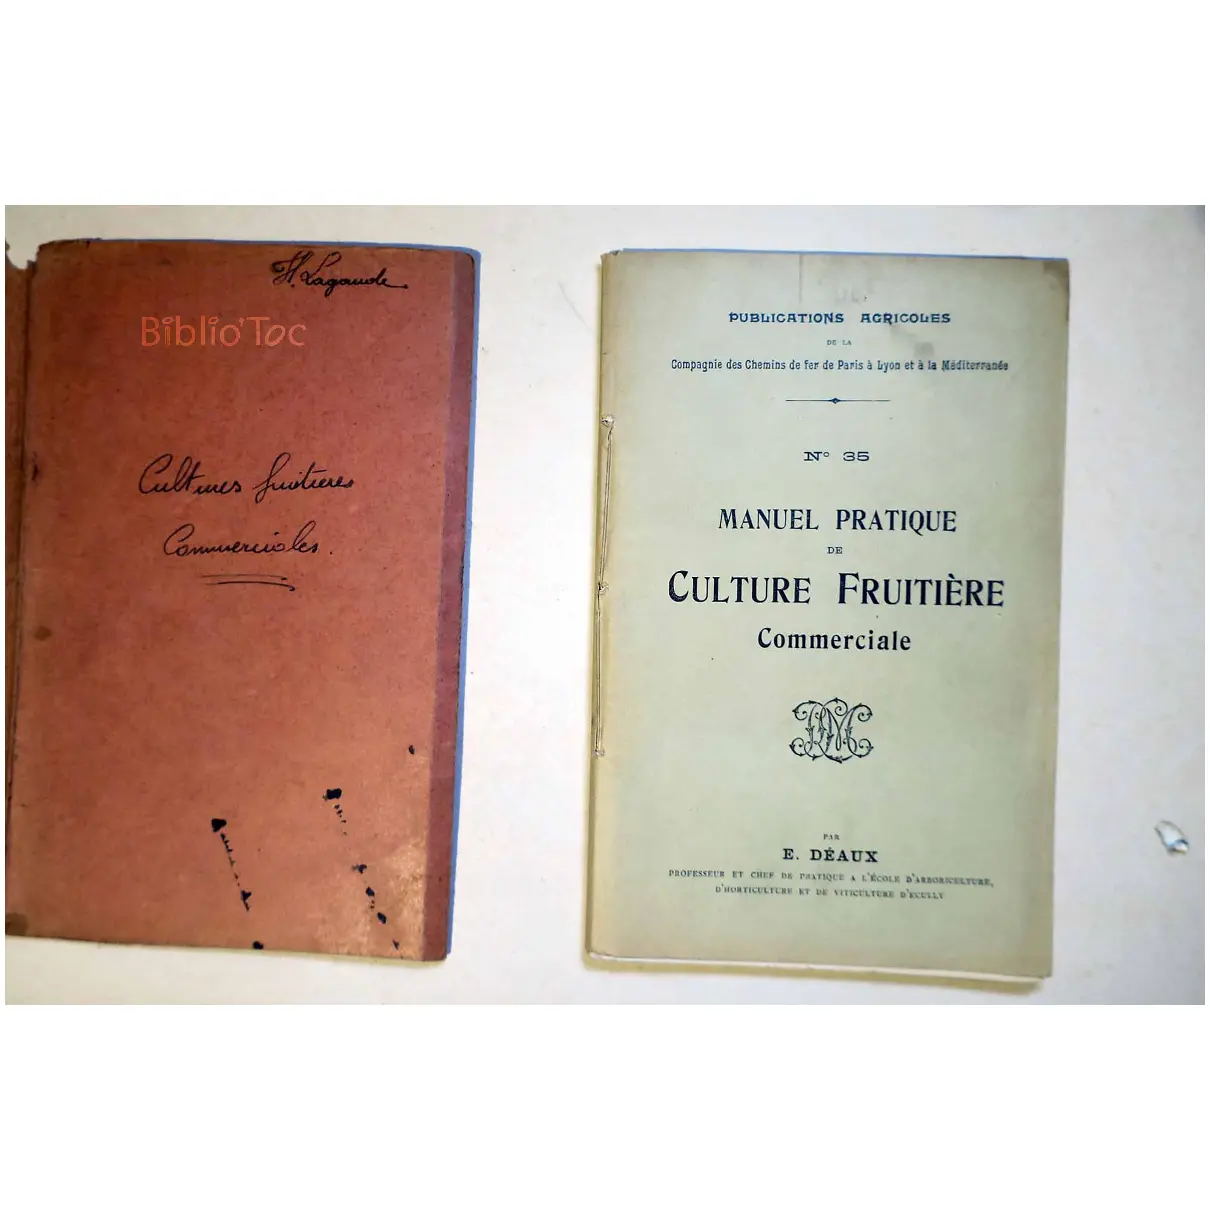 H. Lagaude.
Biblio'Toc
Cultures fruitieres
Commerciales.
PUBLICATIONS AGRICOLES
DE LA
Compagnie des Chemins de fer de Paris à Lyon et à la Méditerranée
N° 35
MANUEL PRATIQUE
DE
CULTURE FRUITIÈRE
Commerciale
PAR
E. DÉAUX
PROFESSEUR ET CHEF DE PRATIQUE A L'ÉCOLE D'ARBORICULTURE,
D'HORTICULTURE ET DE VITICULTURE D'ECULLY